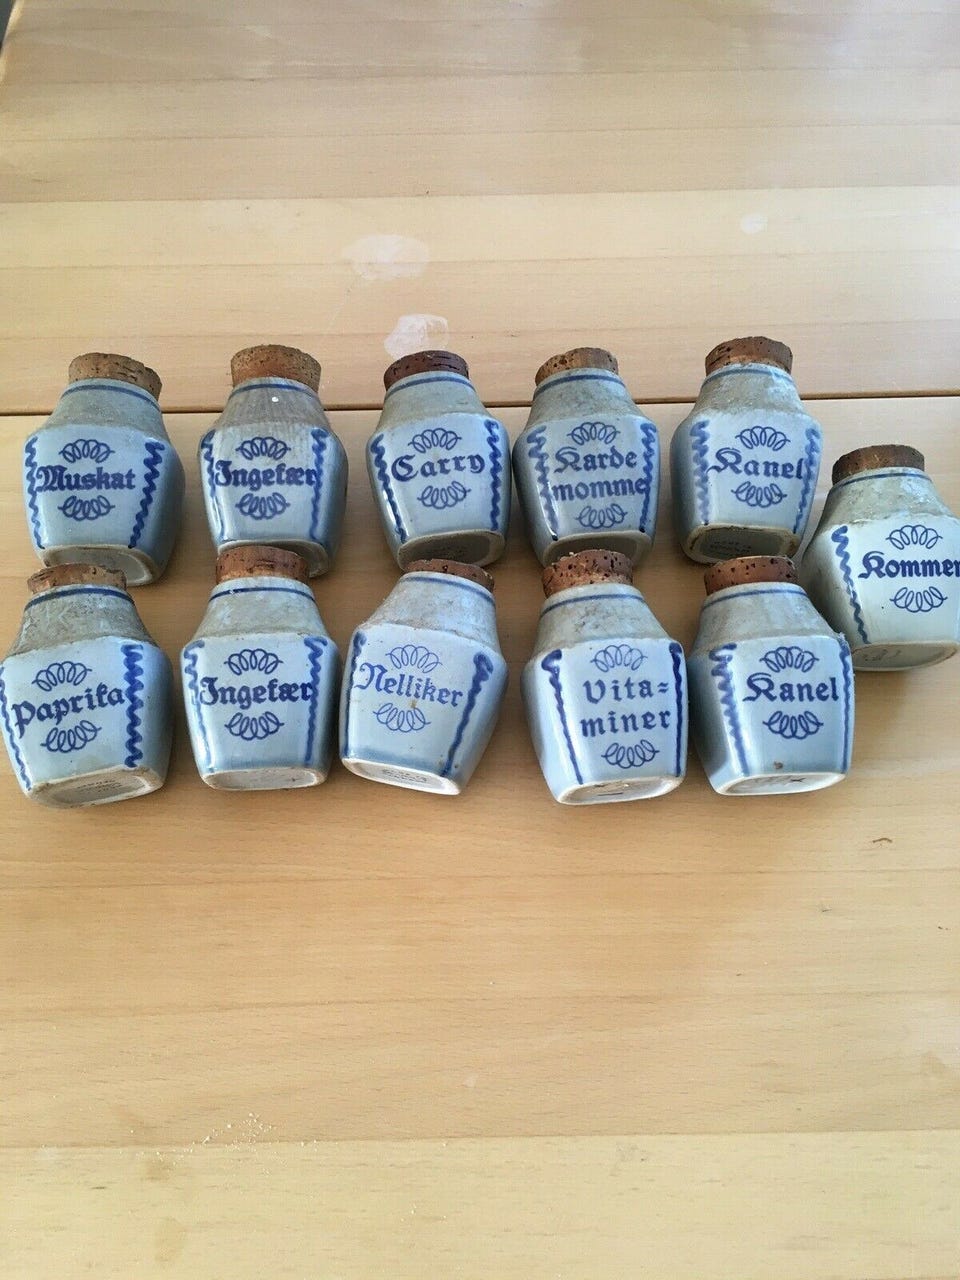 Muskat
Ingefær
Carry
Karde
momme
Kanel
Kommen
Paprika
Ingefær
Nelliker
Vita=
miner
Kanel